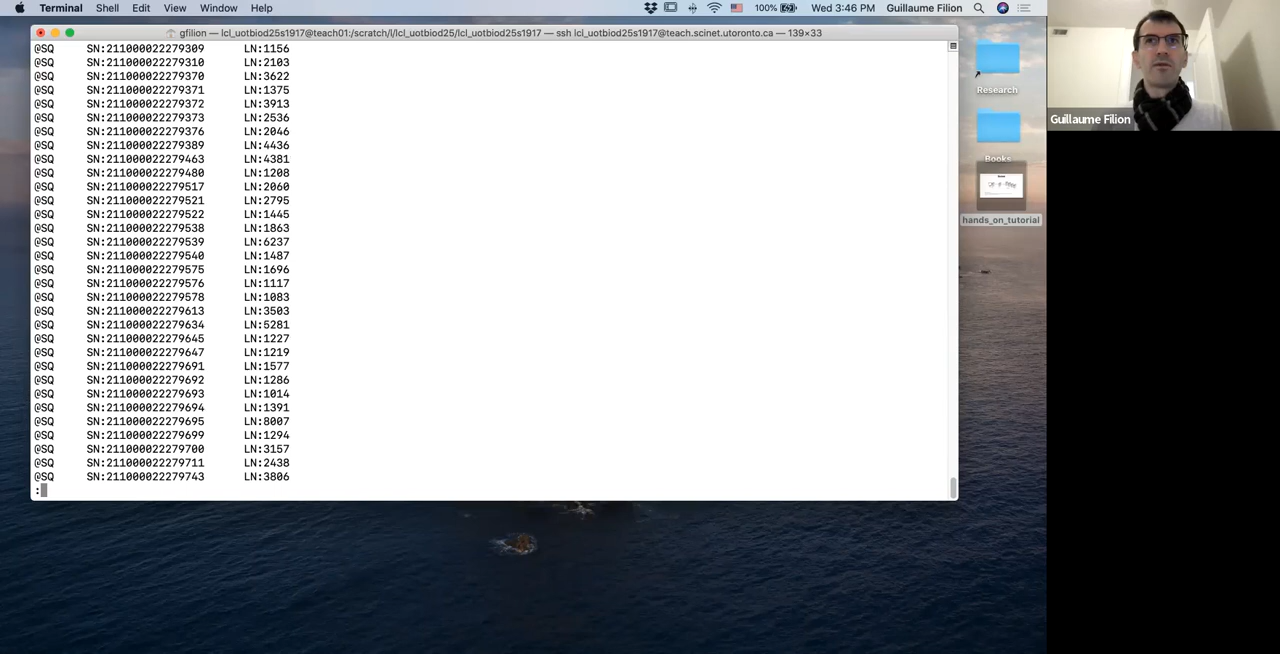 Terminal Shell Edit View Window Help 100% Wed 3:46 PM Guillaume Filion
gfilion — lcl_uotbiod25s1917@teach01:/scratch/l/lcl_uotbiod25/lcl_uotbiod25s1917 — ssh lcl_uotbiod25s1917@teach.scinet.utoronto.ca — 139×33
@SQ SN:211000022279309 LN:1156
@SQ SN:211000022279310 LN:2103
@SQ SN:211000022279370 LN:3622
@SQ SN:211000022279371 LN:1375
@SQ SN:211000022279372 LN:3913
@SQ SN:211000022279373 LN:2536
@SQ SN:211000022279376 LN:2046
@SQ SN:211000022279389 LN:4436
@SQ SN:211000022279463 LN:4381
@SQ SN:211000022279480 LN:1208
@SQ SN:211000022279517 LN:2060
@SQ SN:211000022279521 LN:2795
@SQ SN:211000022279522 LN:1445
@SQ SN:211000022279538 LN:1863
@SQ SN:211000022279539 LN:6237
@SQ SN:211000022279540 LN:1487
@SQ SN:211000022279575 LN:1696
@SQ SN:211000022279576 LN:1117
@SQ SN:211000022279578 LN:1083
@SQ SN:211000022279613 LN:3503
@SQ SN:211000022279634 LN:5281
@SQ SN:211000022279645 LN:1227
@SQ SN:211000022279647 LN:1219
@SQ SN:211000022279691 LN:1577
@SQ SN:211000022279692 LN:1286
@SQ SN:211000022279693 LN:1014
@SQ SN:211000022279694 LN:1391
@SQ SN:211000022279695 LN:8007
@SQ SN:211000022279699 LN:1294
@SQ SN:211000022279700 LN:3157
@SQ SN:211000022279711 LN:2438
@SQ SN:211000022279743 LN:3806
:
Research
Books
hands_on_tutorial
Guillaume Filion